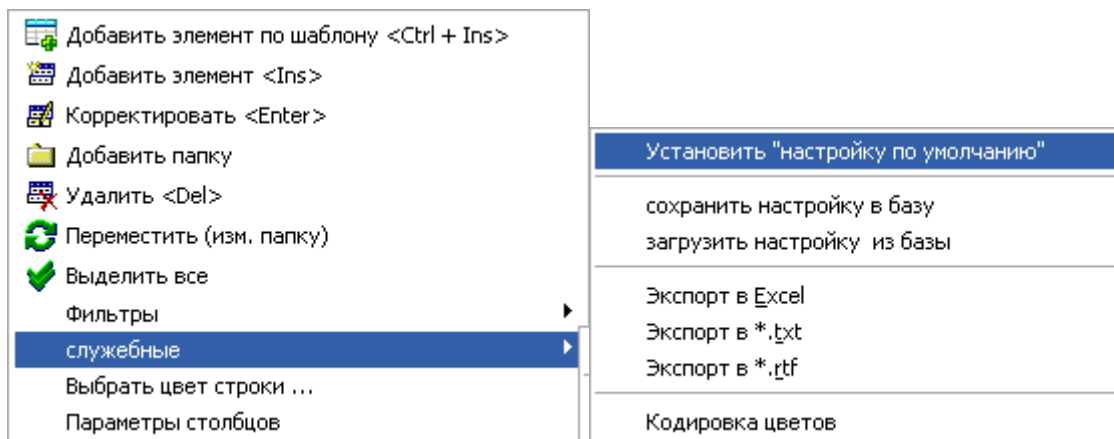 Добавить элемент по шаблону <Ctrl + Ins>
Добавить элемент <Ins>
Корректировать <Enter>
Добавить папку
Удалить <Del>
Переместить (изм. папку)
Выделить все
Фильтры
служебные
Выбрать цвет строки ...
Параметры столбцов
Установить "настройку по умолчанию"
сохранить настройку в базу
загрузить настройку из базы
Экспорт в Excel
Экспорт в *.txt
Экспорт в *.rtf
Кодировка цветов